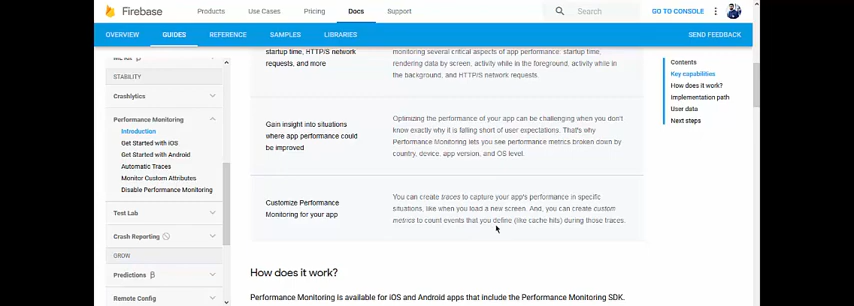 Firebase
Products
Use Cases
Pricing
Docs
Support
Search
GO TO CONSOLE
OVERVIEW
GUIDES
REFERENCE
SAMPLES
LIBRARIES
SEND FEEDBACK
STABILITY
Crashlytics
Performance Monitoring
Introduction
Get Started with iOS
Get Started with Android
Automatic Traces
Monitor Custom Attributes
Disable Performance Monitoring
Test Lab
Crash Reporting
GROW
Predictions β
Remote Config
startup time, HTTP/S network
requests, and more
monitoring several critical aspects of app performance: startup time,
rendering data by screen, activity while in the foreground, activity while in
the background, and HTTP/S network requests.
Gain insight into situations
where app performance could
be improved
Optimizing the performance of your app can be challenging when you don't
know exactly why it is falling short of user expectations. That's why
Performance Monitoring lets you see performance metrics broken down by
country, device, app version, and OS level.
Customize Performance
Monitoring for your app
You can create traces to capture your app's performance in specific
situations, like when you load a new screen. And, you can create custom
metrics to count events that you define (like cache hits) during those traces.
How does it work?
Performance Monitoring is available for iOS and Android apps that include the Performance Monitoring SDK.
Contents
Key capabilities
How does it work?
Implementation path
User data
Next steps